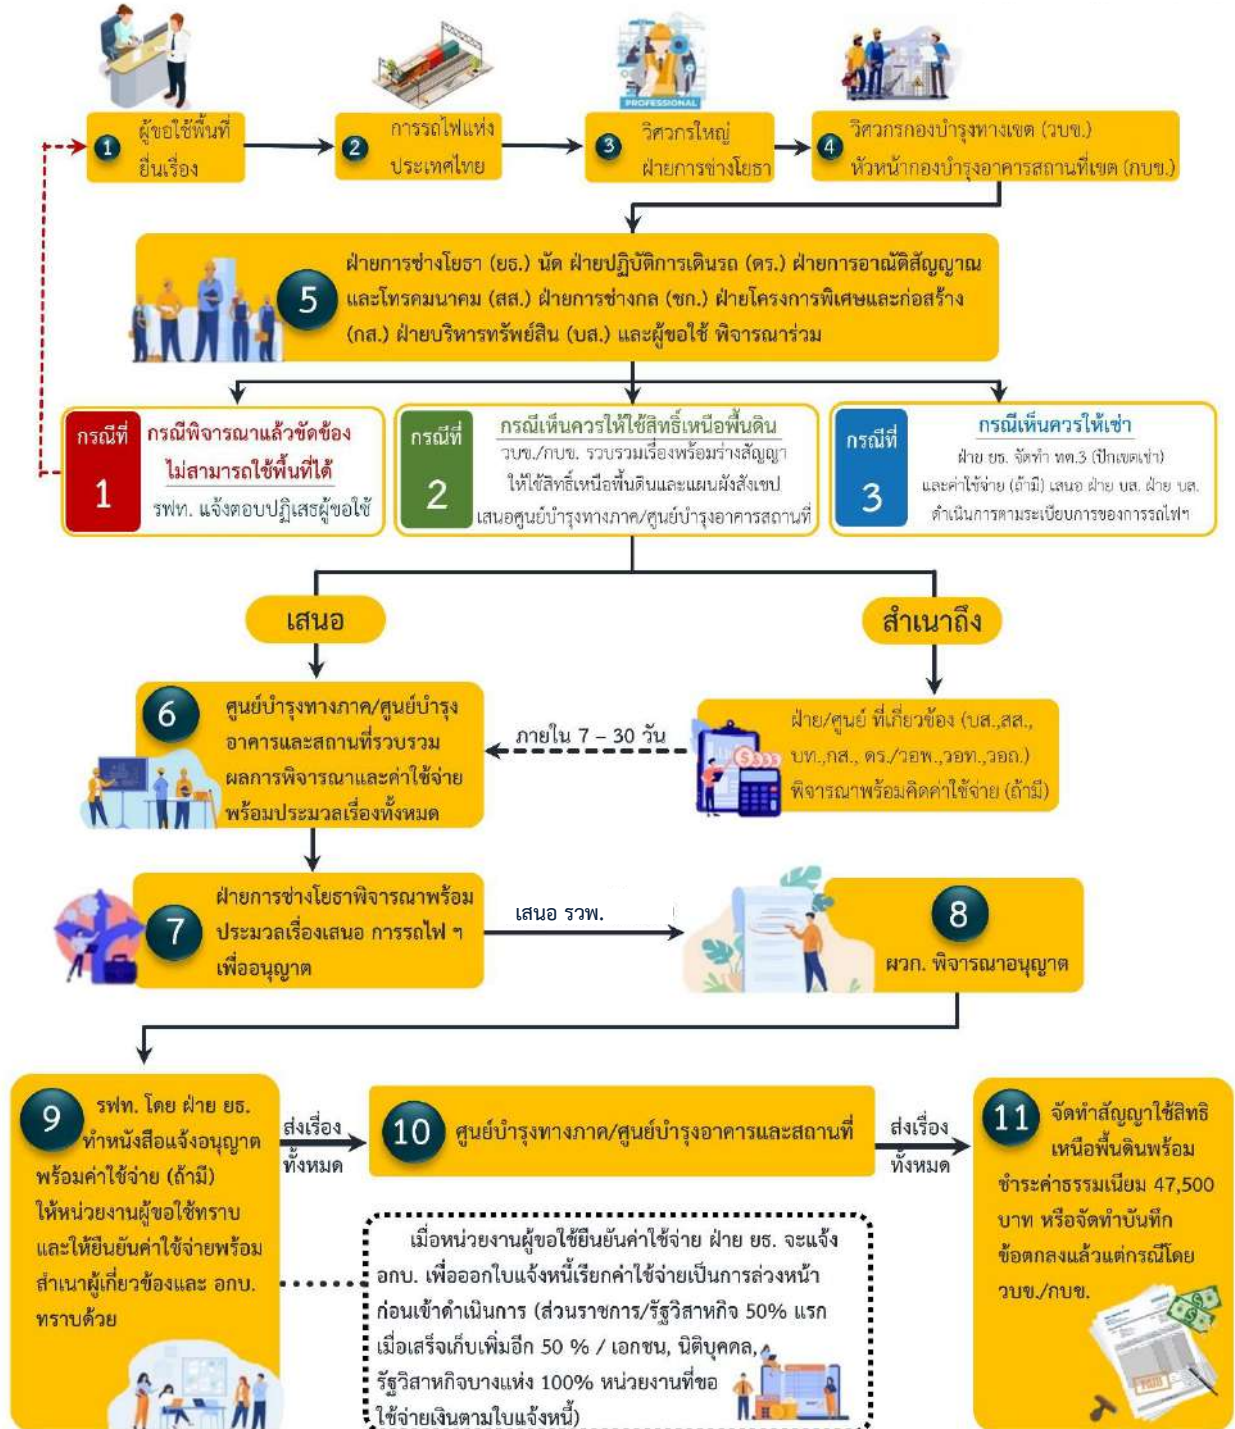 PROFESSIONAL
1
ผู้ขอใช้พื้นที่
ยื่นเรื่อง
2
การรถไฟแห่ง
ประเทศไทย
3
วิศวกรใหญ่
ฝ่ายการช่างโยธา
4
วิศวกรกองบำรุงทางเขต (วบข.)
หัวหน้ากองบำรุงอาคารสถานที่เขต (กบข.)
5
ฝ่ายการช่างโยธา (ยธ.) นัด ฝ่ายปฏิบัติการเดินรถ (ดร.) ฝ่ายการอาณัติสัญญาณ
และโทรคมนาคม (สส.) ฝ่ายการช่างกล (ชก.) ฝ่ายโครงการพิเศษและก่อสร้าง
(กส.) ฝ่ายบริหารทรัพย์สิน (บส.) และผู้ขอใช้ พิจารณาร่วม
กรณีที่
1
กรณีพิจารณาแล้วขัดข้อง
ไม่สามารถใช้พื้นที่ได้
รฟท. แจ้งตอบปฏิเสธผู้ขอใช้
กรณีที่
2
กรณีเห็นควรให้ใช้สิทธิ์เหนือพื้นดิน
วบข./กบข. รวบรวมเรื่องพร้อมร่างสัญญา
ให้ใช้สิทธิ์เหนือพื้นดินและแผนผังสังเขป
เสนอศูนย์บำรุงทางภาค/ศูนย์บำรุงอาคารสถานที่
กรณีที่
3
กรณีเห็นควรให้เช่า
ฝ่าย ยธ. จัดทำ ทด.3 (ปักเขตเช่า)
และค่าใช้จ่าย (ถ้ามี) เสนอ ฝ่าย บส. ฝ่าย บส.
ดำเนินการตามระเบียบการของการรถไฟฯ
เสนอ
สำเนาถึง
6
ศูนย์บำรุงทางภาค/ศูนย์บำรุง
อาคารและสถานที่รวบรวม
ผลการพิจารณาและค่าใช้จ่าย
พร้อมประมวลเรื่องทั้งหมด
ภายใน 7 – 30 วัน
ฝ่าย/ศูนย์ ที่เกี่ยวข้อง (บส.,สส.,
บท.,กส., ดร./วอพ.,วอท.,วอถ.)
พิจารณาพร้อมคิดค่าใช้จ่าย (ถ้ามี)
7
ฝ่ายการช่างโยธาพิจารณาพร้อม
ประมวลเรื่องเสนอ การรถไฟ ฯ
เพื่ออนุญาต
เสนอ รวพ.
8
ผวก. พิจารณาอนุญาต
9
รฟท. โดย ฝ่าย ยธ.
ทำหนังสือแจ้งอนุญาต
พร้อมค่าใช้จ่าย (ถ้ามี)
ให้หน่วยงานผู้ขอใช้ทราบ
และให้ยืนยันค่าใช้จ่ายพร้อม
สำเนาผู้เกี่ยวข้องและ อกบ.
ทราบด้วย
ส่งเรื่อง
ทั้งหมด
10
ศูนย์บำรุงทางภาค/ศูนย์บำรุงอาคารและสถานที่
ส่งเรื่อง
ทั้งหมด
11
จัดทำสัญญาใช้สิทธิ
เหนือพื้นดินพร้อม
ชำระค่าธรรมเนียม 47,500
บาท หรือจัดทำบันทึก
ข้อตกลงแล้วแต่กรณีโดย
วบข./กบข.
เมื่อหน่วยงานผู้ขอใช้ยืนยันค่าใช้จ่าย ฝ่าย ยธ. จะแจ้ง
อกบ. เพื่อออกใบแจ้งหนี้เรียกค่าใช้จ่ายเป็นการล่วงหน้า
ก่อนเข้าดำเนินการ (ส่วนราชการ/รัฐวิสาหกิจ 50% แรก
เมื่อเสร็จเก็บเพิ่มอีก 50 % / เอกชน, นิติบุคคล,
รัฐวิสาหกิจบางแห่ง 100% หน่วยงานที่ขอ
ใช้จ่ายเงินตามใบแจ้งหนี้)